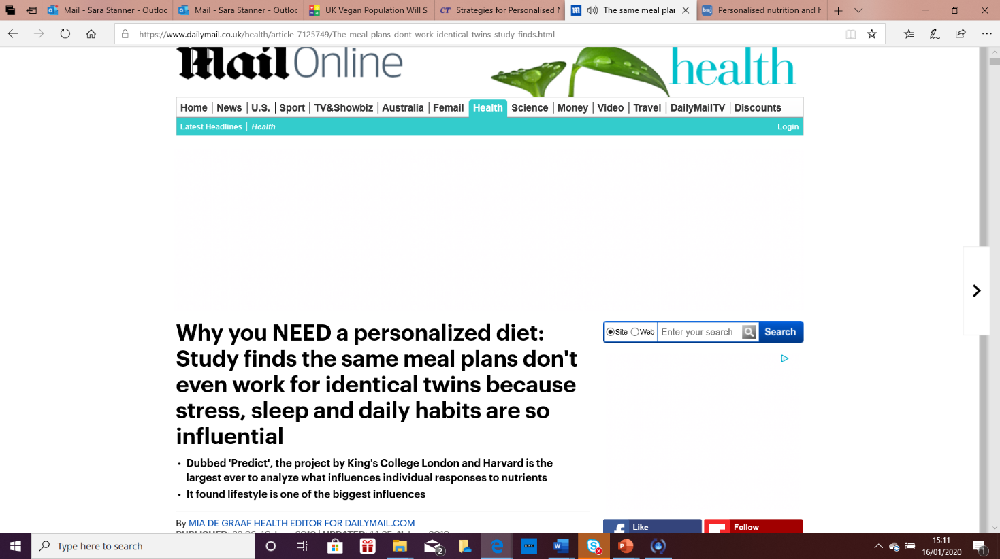 Mail - Sara Stanner - Outloc
Mail - Sara Stanner - Outloc
UK Vegan Population Will S
CT Strategies for Personalised N
The same meal plan
bmj Personalised nutrition and h
https://www.dailymail.co.uk/health/article-7125749/The-meal-plans-dont-work-identical-twins-study-finds.html
Mail Online health
Home | News | U.S. | Sport | TV&Showbiz | Australia | Femail | Health Science | Money | Video | Travel | DailyMailTV | Discounts
Latest Headlines | Health Login
Why you NEED a personalized diet:
Study finds the same meal plans don't
even work for identical twins because
stress, sleep and daily habits are so
influential
Site Web Enter your search Search
• Dubbed 'Predict', the project by King's College London and Harvard is the
largest ever to analyze what influences individual responses to nutrients
• It found lifestyle is one of the biggest influences
By MIA DE GRAAF HEALTH EDITOR FOR DAILYMAIL.COM
Like
Follow
Type here to search
15:11
16/01/2020